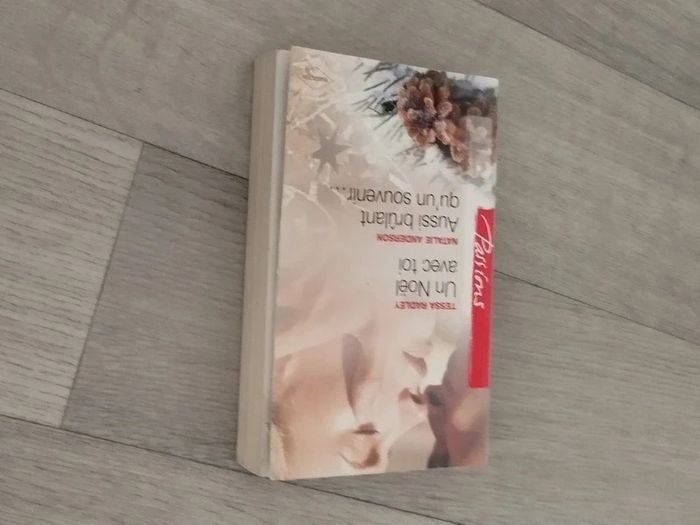 Passions
TESSA RADLEY
Un Noël
avec toi
NATALIE ANDERSON
Aussi brûlant
qu'un souvenir...